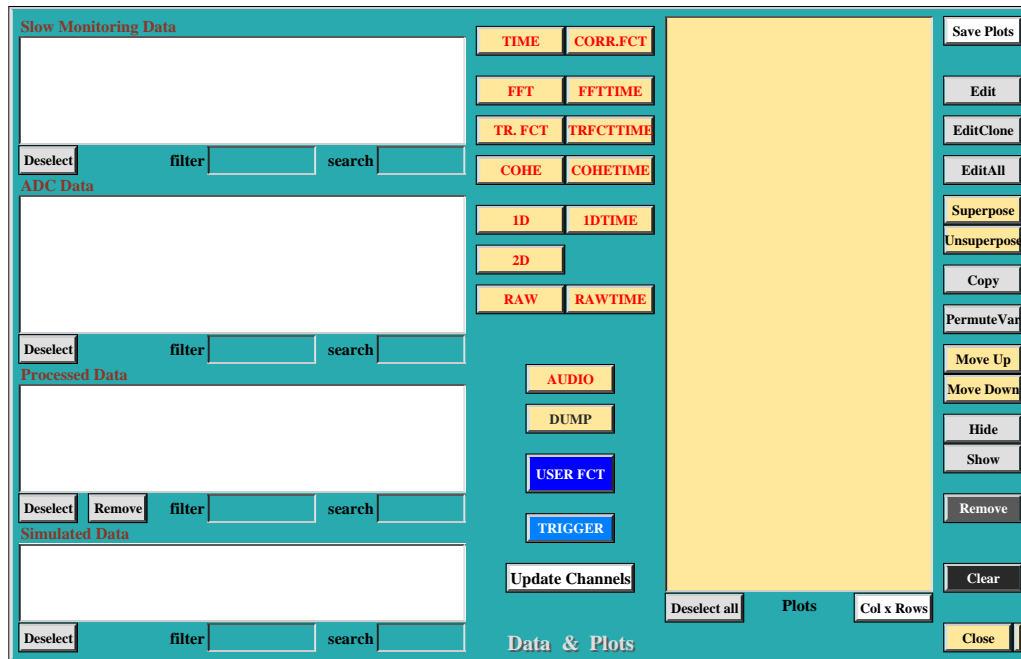 Slow Monitoring Data
Deselect filter search
ADC Data
Deselect filter search
Processed Data
Deselect Remove filter search
Simulated Data
Deselect filter search
TIME CORR.FCT
FFT FFTTIME
TR. FCT TRFCTTIME
COHE COHETIME
1D 1DTIME
2D
RAW RAWTIME
AUDIO
DUMP
USER FCT
TRIGGER
Update Channels
Data & Plots
Deselect all Plots Col x Rows
Save Plots
Edit
EditClone
EditAll
Superpose
Unsuperpose
Copy
PermuteVar
Move Up
Move Down
Hide
Show
Remove
Clear
Close